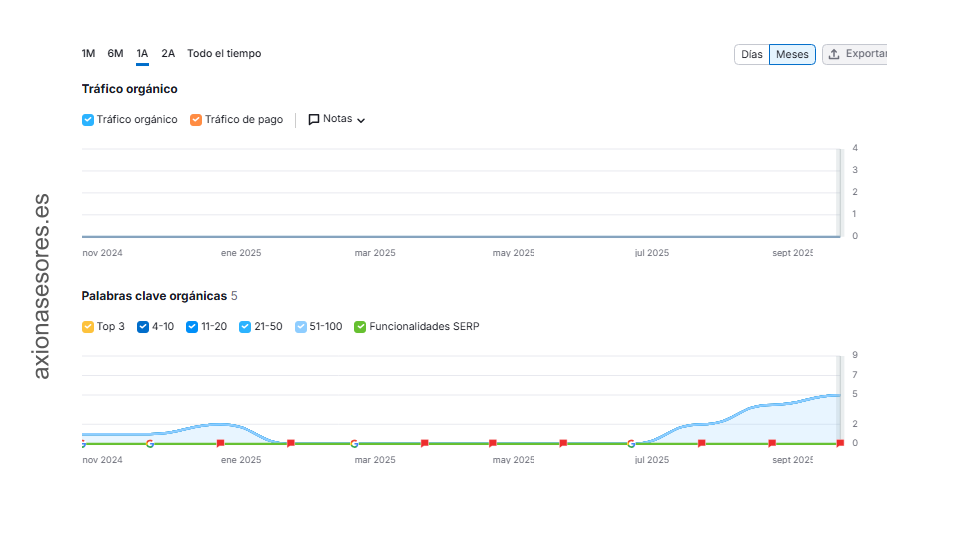 1M 6M 1A 2A Todo el tiempo Días Meses Exportar
Tráfico orgánico
Tráfico orgánico Tráfico de pago Notas
4
3
2
1
0
nov 2024 ene 2025 mar 2025 may 2025 jul 2025 sept 2025
axionasesores.es
Palabras clave orgánicas 5
Top 3 4-10 11-20 21-50 51-100 Funcionalidades SERP
9
7
5
2
0
nov 2024 ene 2025 mar 2025 may 2025 jul 2025 sept 2025